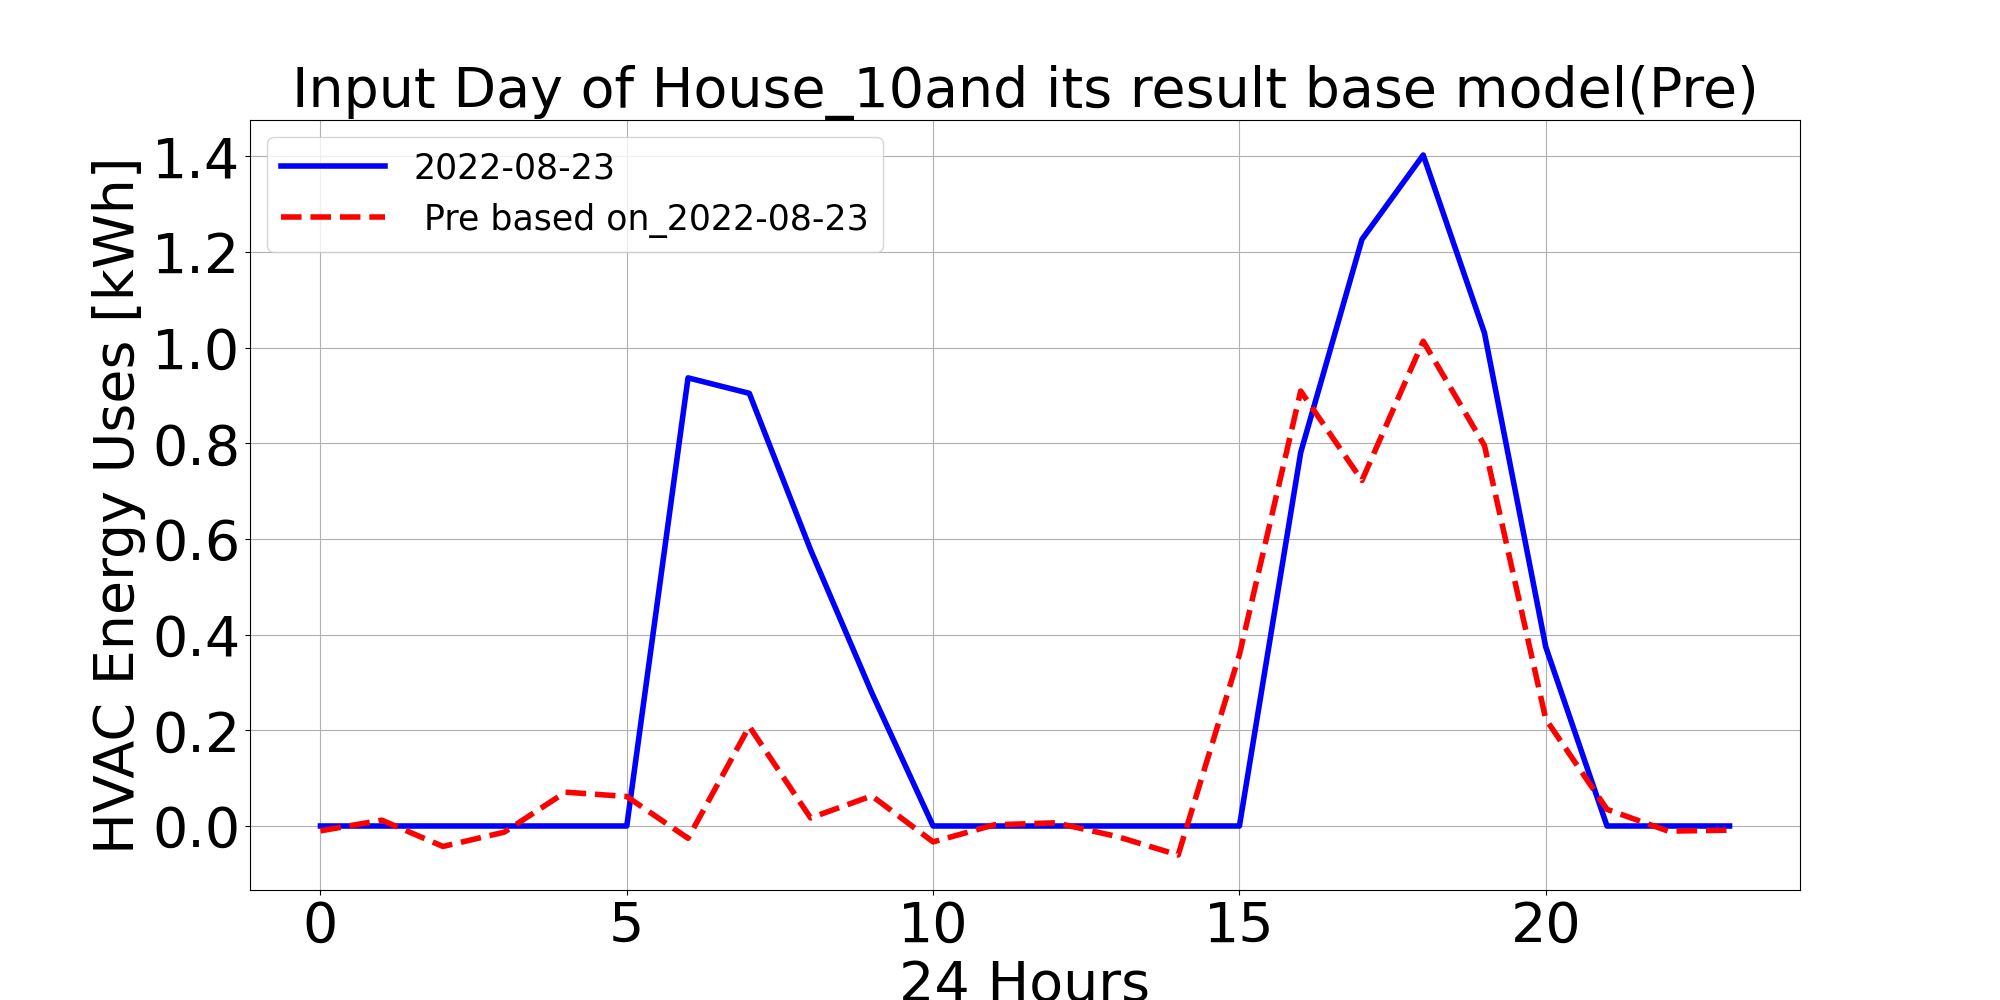 Input Day of House_10and its result base model(Pre)
2022-08-23
Pre based on_2022-08-23
HVAC Energy Uses [kWh]
1.4
1.2
1.0
0.8
0.6
0.4
0.2
0.0
0 5 10 15 20
24 Hours